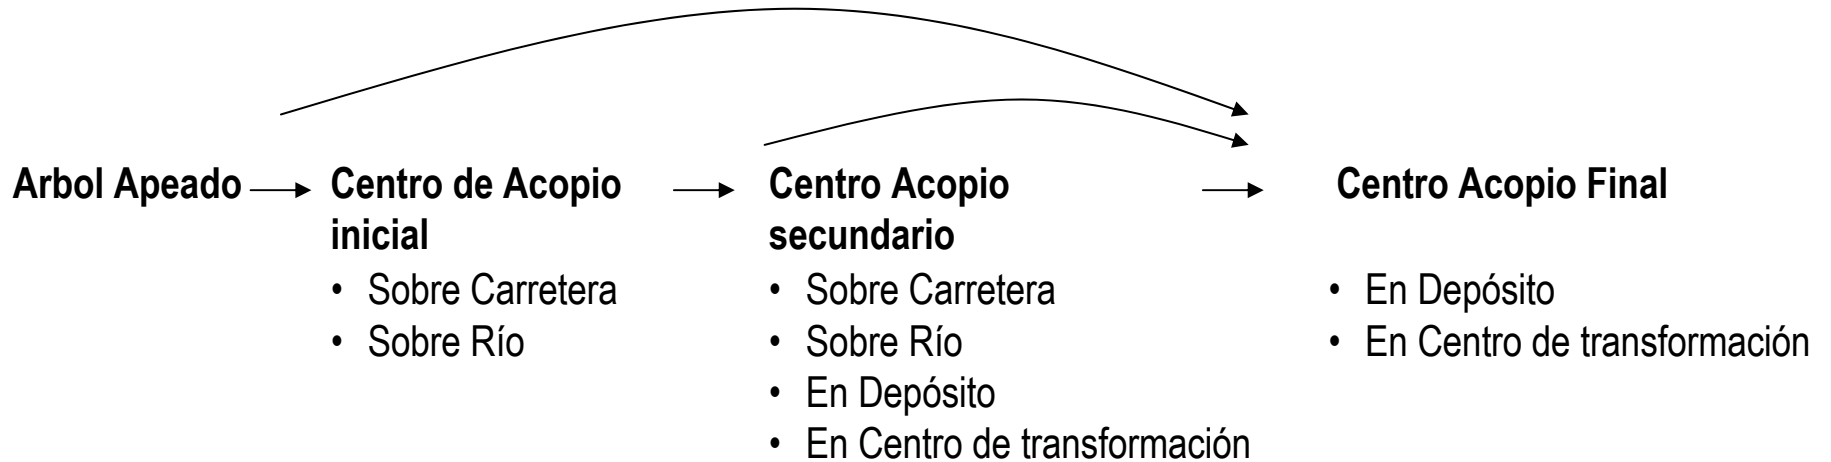 Arbol Apeado
Centro de Acopio
inicial
• Sobre Carretera
• Sobre Río
Centro Acopio
secundario
• Sobre Carretera
• Sobre Río
• En Depósito
• En Centro de transformación
Centro Acopio Final
• En Depósito
• En Centro de transformación